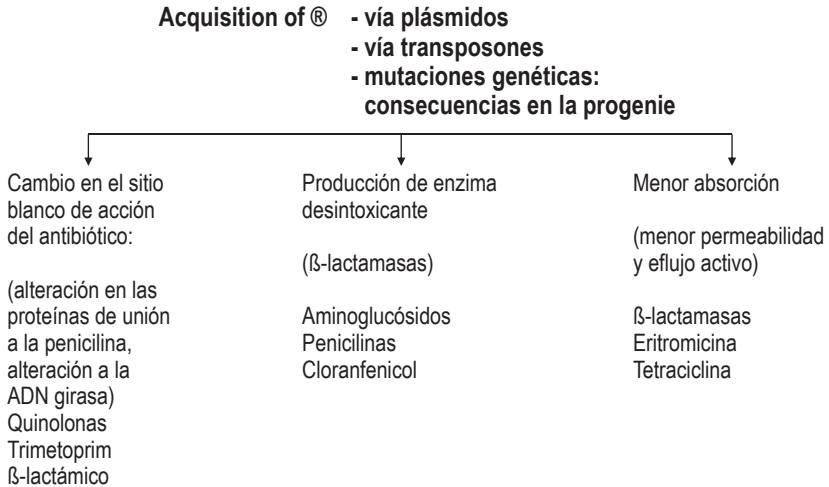 Acquisition of ® - vía plásmidos
- vía transposones
- mutaciones genéticas:
consecuencias en la progenie
Cambio en el sitio
blanco de acción
del antibiótico:
(alteración en las
proteínas de unión
a la penicilina,
alteración a la
ADN girasa)
Quinolonas
Trimetoprim
ß-lactámico
Producción de enzima
desintoxicante
(ß-lactamasas)
Aminoglucósidos
Penicilinas
Cloranfenicol
Menor absorción
(menor permeabilidad
y eflujo activo)
ß-lactamasas
Eritromicina
Tetraciclina